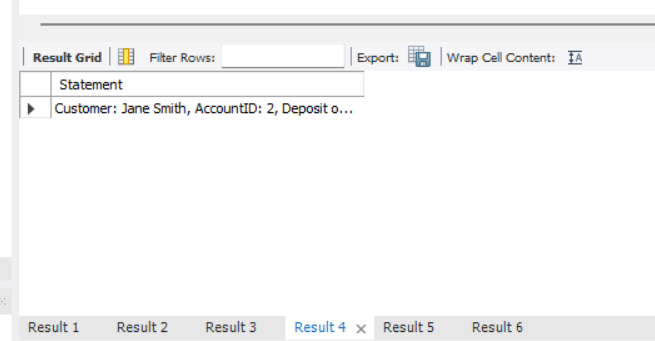 Result Grid Filter Rows: Export: Wrap Cell Content: IA
Statement
Customer: Jane Smith, AccountID: 2, Deposit o...
Result 1 Result 2 Result 3 Result 4 × Result 5 Result 6